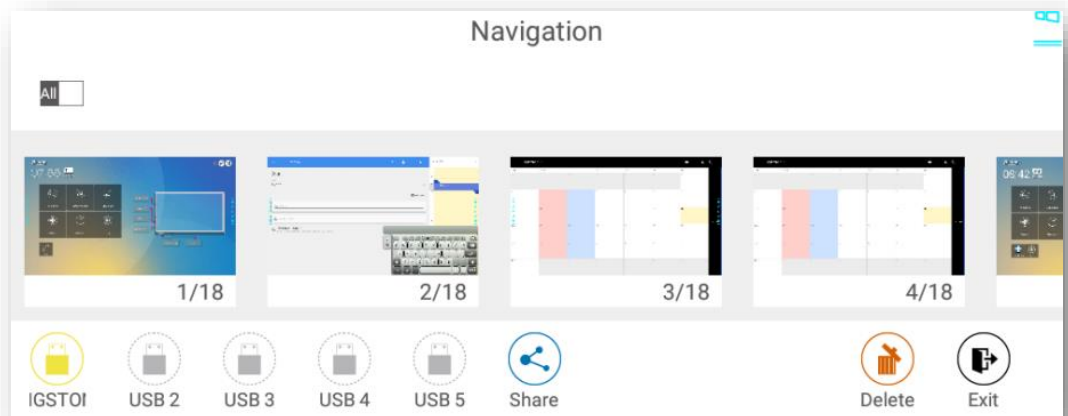 Navigation
All
1/18 2/18 3/18 4/18
IGSTOI USB 2 USB 3 USB 4 USB 5 Share Delete Exit